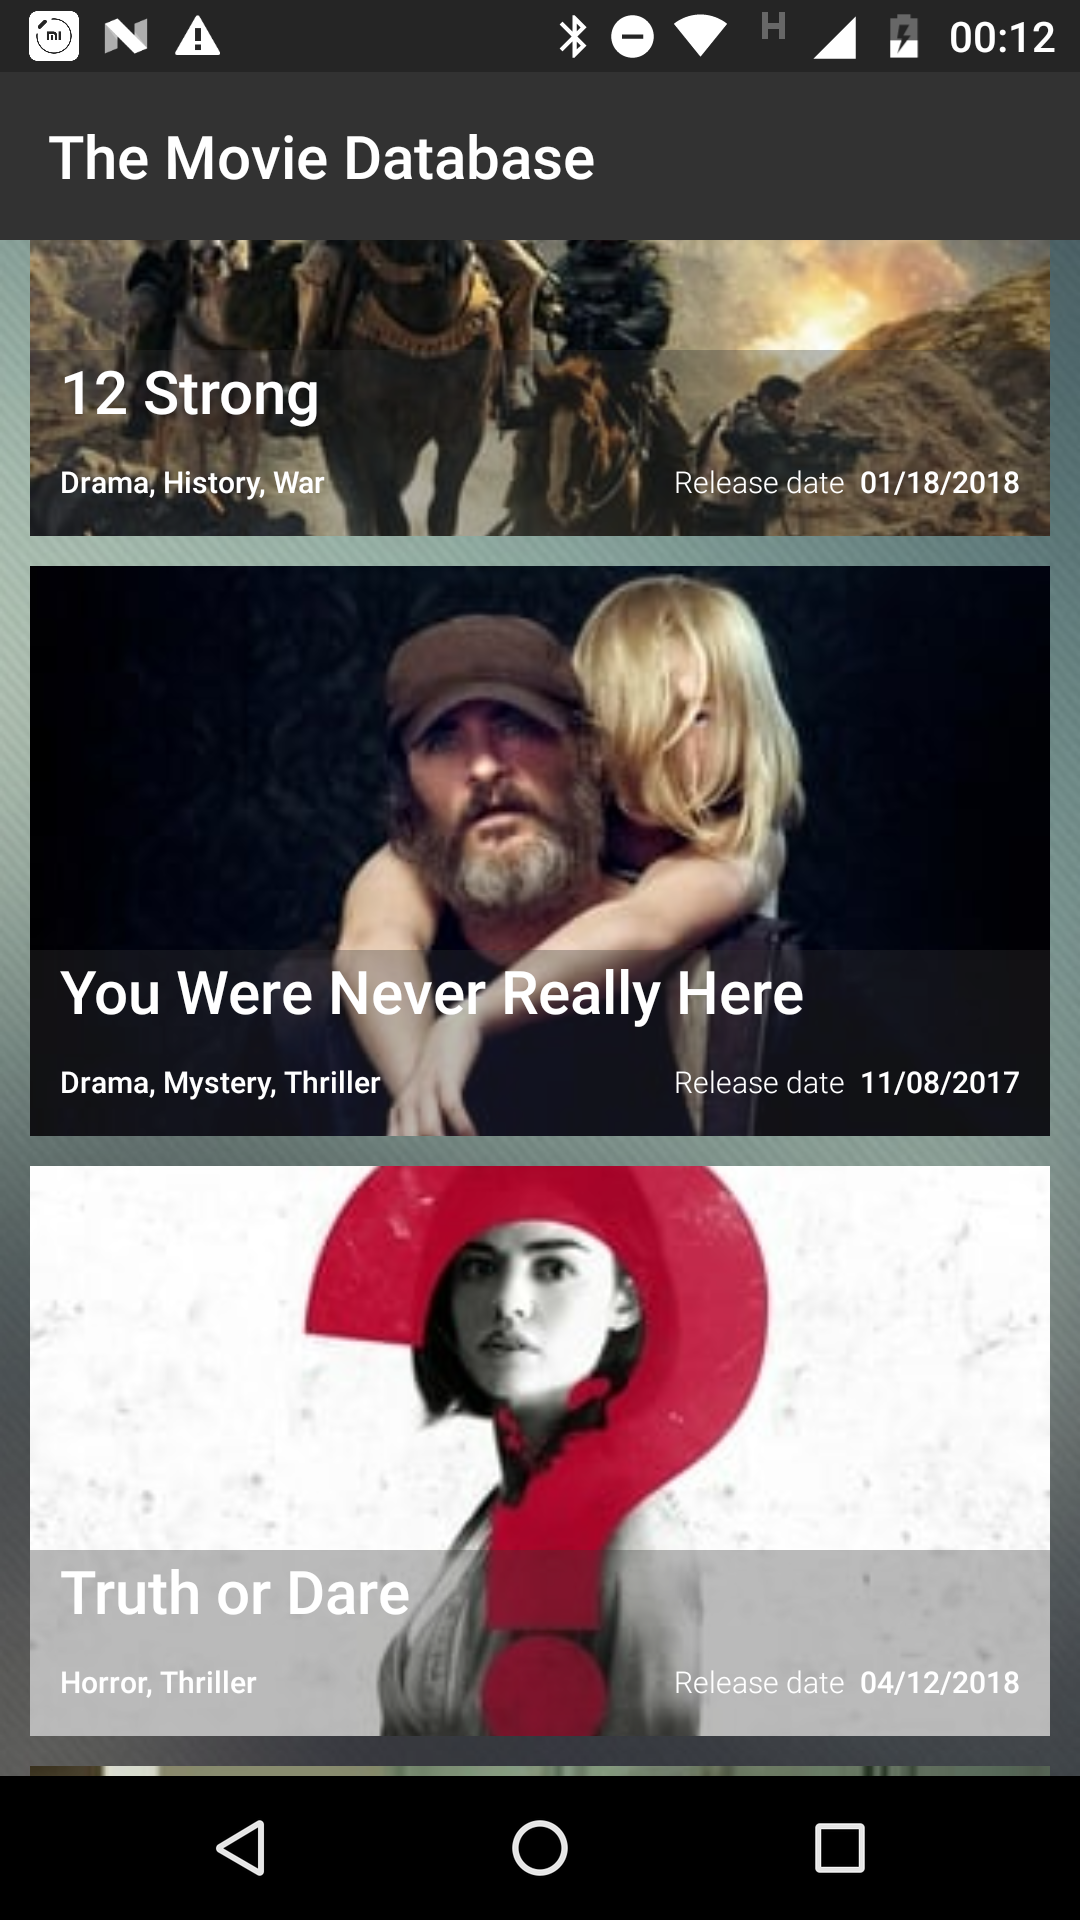 mi
H
00:12
The Movie Database
12 Strong
Drama, History, War
Release date 01/18/2018
You Were Never Really Here
Drama, Mystery, Thriller
Release date 11/08/2017
Truth or Dare
Horror, Thriller
Release date 04/12/2018